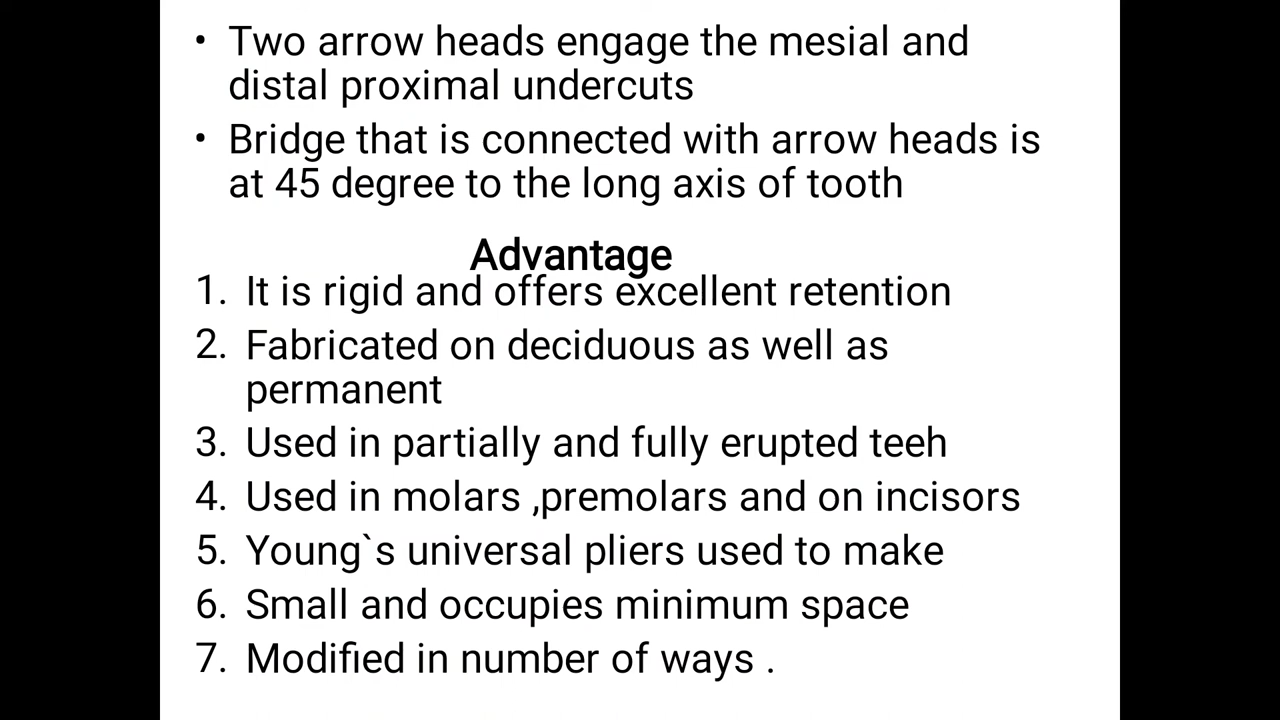 • Two arrow heads engage the mesial and
distal proximal undercuts
• Bridge that is connected with arrow heads is
at 45 degree to the long axis of tooth
Advantage
1. It is rigid and offers excellent retention
2. Fabricated on deciduous as well as
permanent
3. Used in partially and fully erupted teeh
4. Used in molars ,premolars and on incisors
5. Young`s universal pliers used to make
6. Small and occupies minimum space
7. Modified in number of ways .